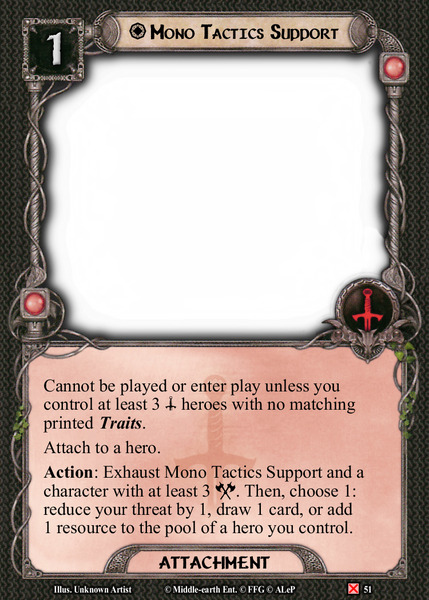 1
Mono Tactics Support
Cannot be played or enter play unless you
control at least 3 heroes with no matching
printed Traits.
Attach to a hero.
Action: Exhaust Mono Tactics Support and a
character with at least 3 . Then, choose 1:
reduce your threat by 1, draw 1 card, or add
1 resource to the pool of a hero you control.
ATTACHMENT
Illus. Unknown Artist © Middle-earth Ent. © FFG © ALeP 51